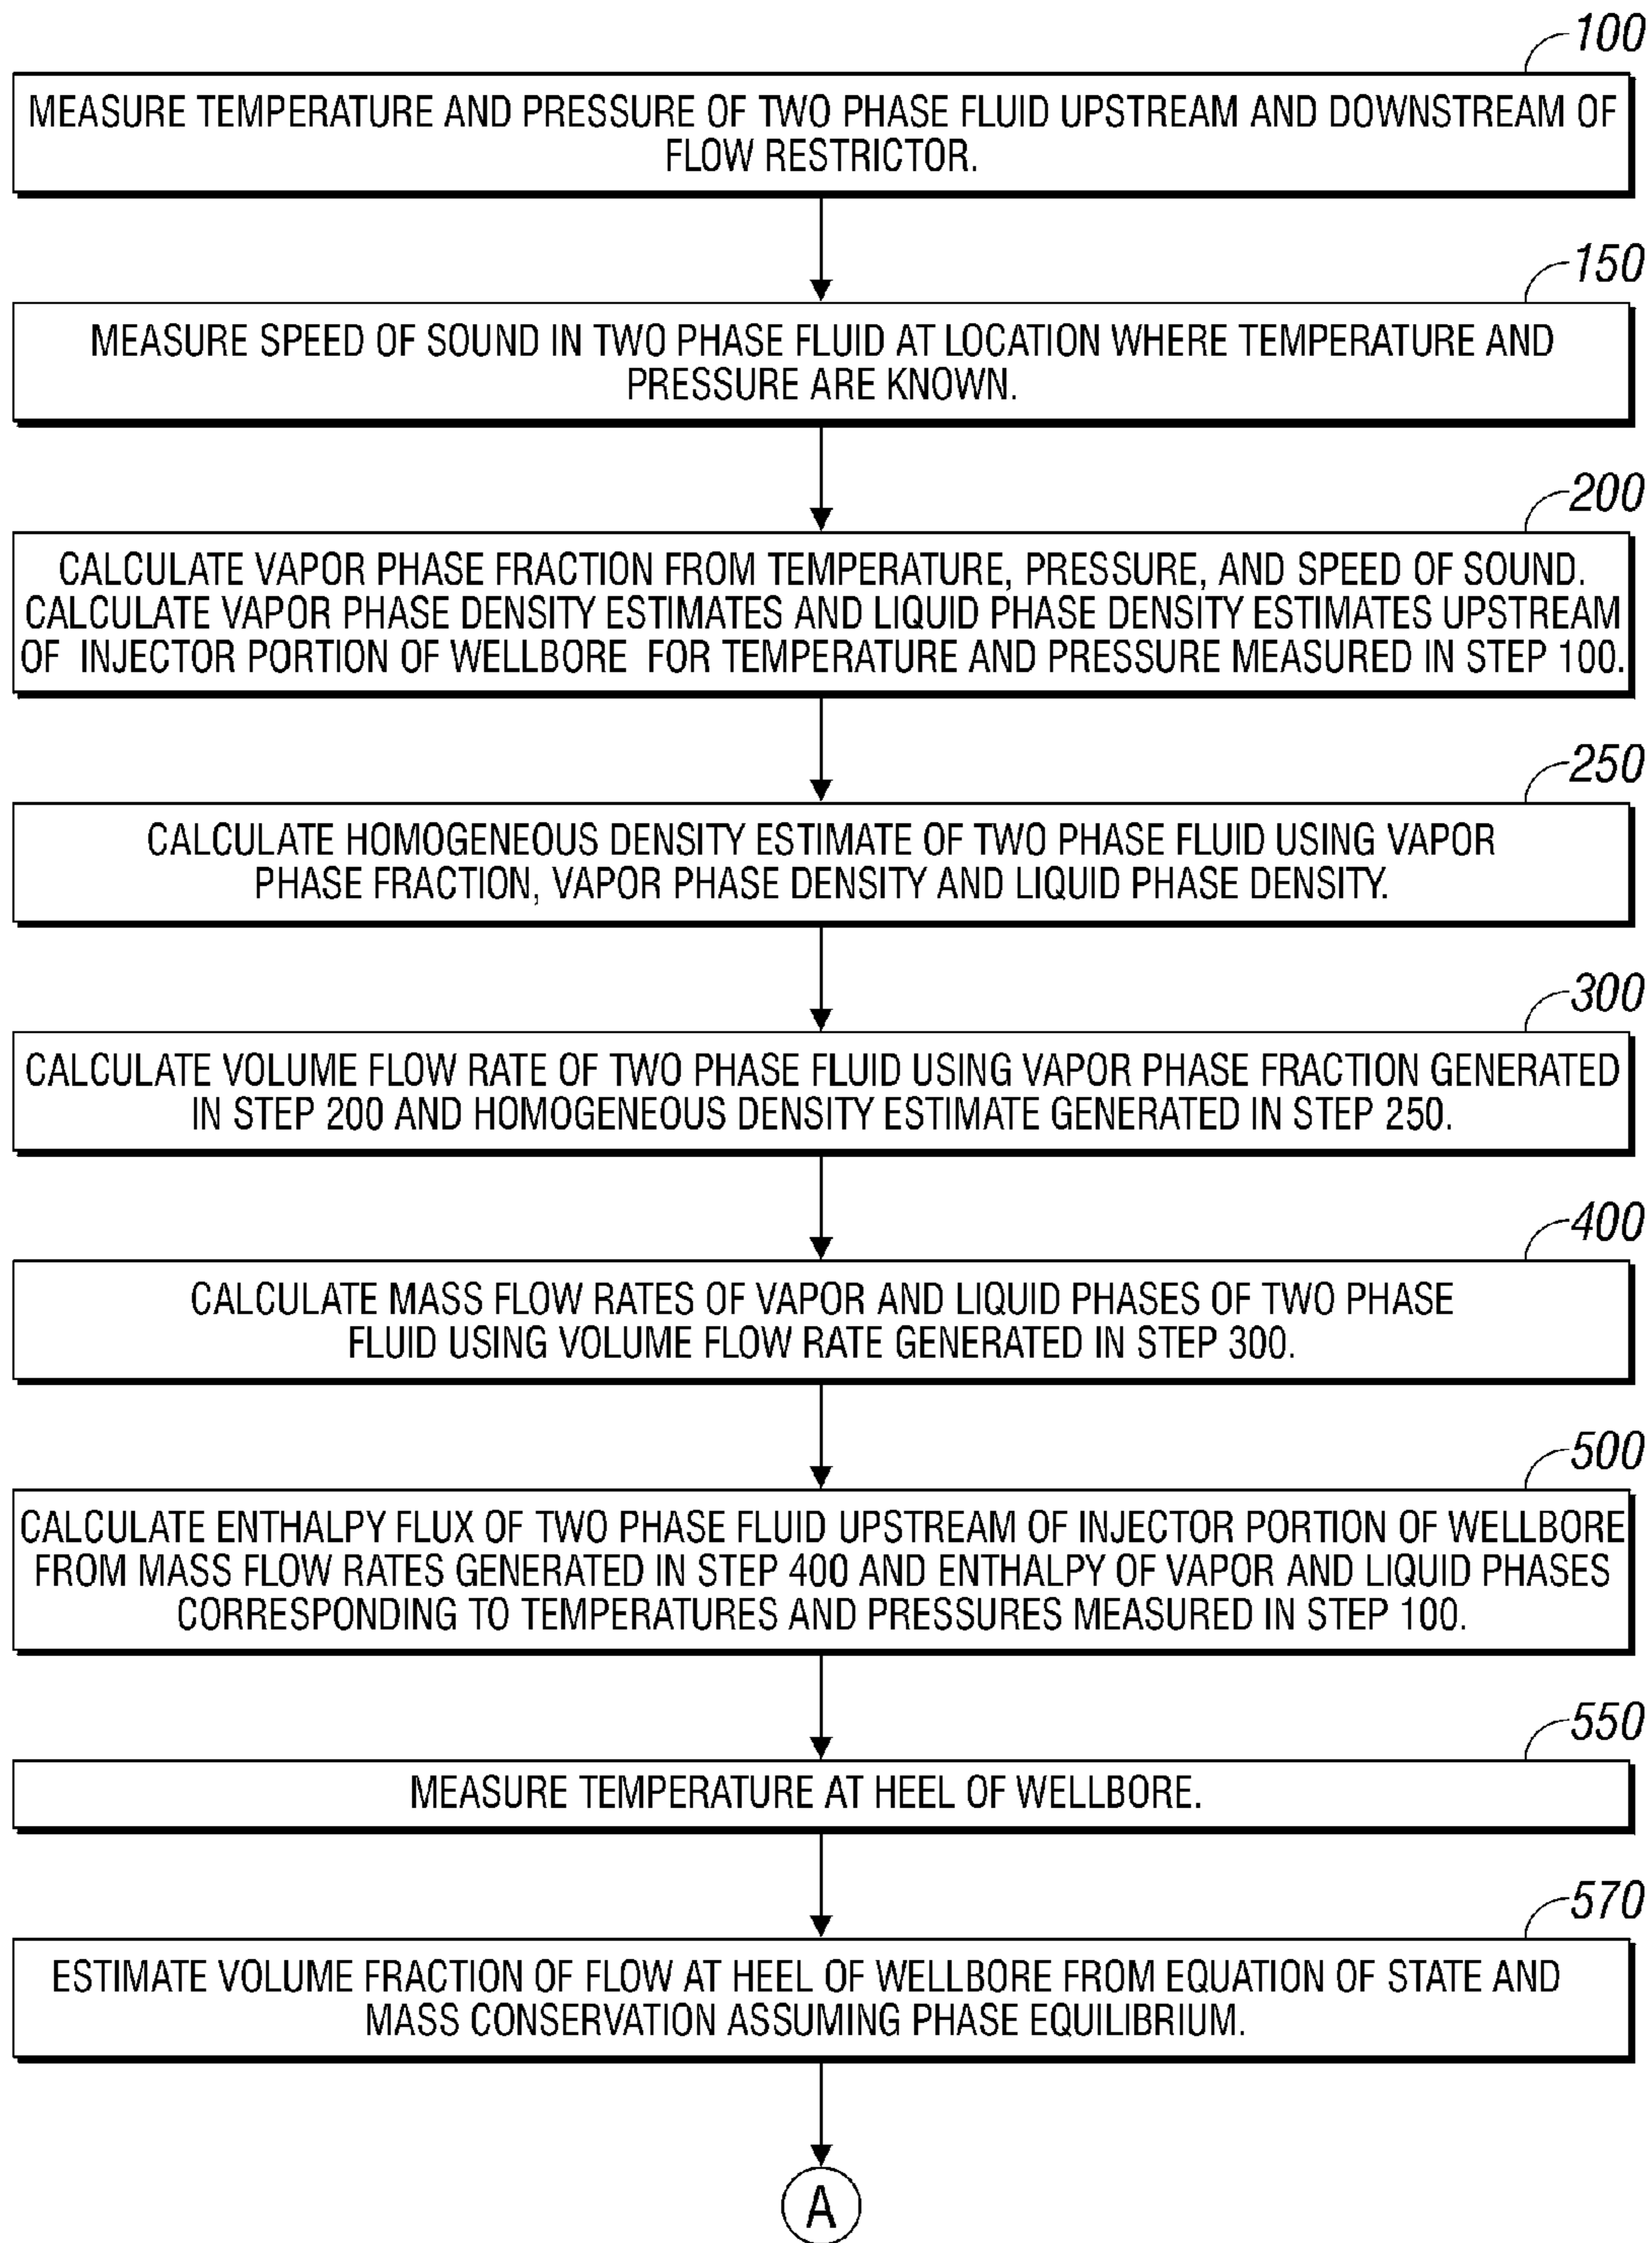 100
MEASURE TEMPERATURE AND PRESSURE OF TWO PHASE FLUID UPSTREAM AND DOWNSTREAM OF
FLOW RESTRICTOR.
150
MEASURE SPEED OF SOUND IN TWO PHASE FLUID AT LOCATION WHERE TEMPERATURE AND
PRESSURE ARE KNOWN.
200
CALCULATE VAPOR PHASE FRACTION FROM TEMPERATURE, PRESSURE, AND SPEED OF SOUND.
CALCULATE VAPOR PHASE DENSITY ESTIMATES AND LIQUID PHASE DENSITY ESTIMATES UPSTREAM
OF INJECTOR PORTION OF WELLBORE FOR TEMPERATURE AND PRESSURE MEASURED IN STEP 100.
250
CALCULATE HOMOGENEOUS DENSITY ESTIMATE OF TWO PHASE FLUID USING VAPOR
PHASE FRACTION, VAPOR PHASE DENSITY AND LIQUID PHASE DENSITY.
300
CALCULATE VOLUME FLOW RATE OF TWO PHASE FLUID USING VAPOR PHASE FRACTION GENERATED
IN STEP 200 AND HOMOGENEOUS DENSITY ESTIMATE GENERATED IN STEP 250.
400
CALCULATE MASS FLOW RATES OF VAPOR AND LIQUID PHASES OF TWO PHASE
FLUID USING VOLUME FLOW RATE GENERATED IN STEP 300.
500
CALCULATE ENTHALPY FLUX OF TWO PHASE FLUID UPSTREAM OF INJECTOR PORTION OF WELLBORE
FROM MASS FLOW RATES GENERATED IN STEP 400 AND ENTHALPY OF VAPOR AND LIQUID PHASES
CORRESPONDING TO TEMPERATURES AND PRESSURES MEASURED IN STEP 100.
550
MEASURE TEMPERATURE AT HEEL OF WELLBORE.
570
ESTIMATE VOLUME FRACTION OF FLOW AT HEEL OF WELLBORE FROM EQUATION OF STATE AND
MASS CONSERVATION ASSUMING PHASE EQUILIBRIUM.
A